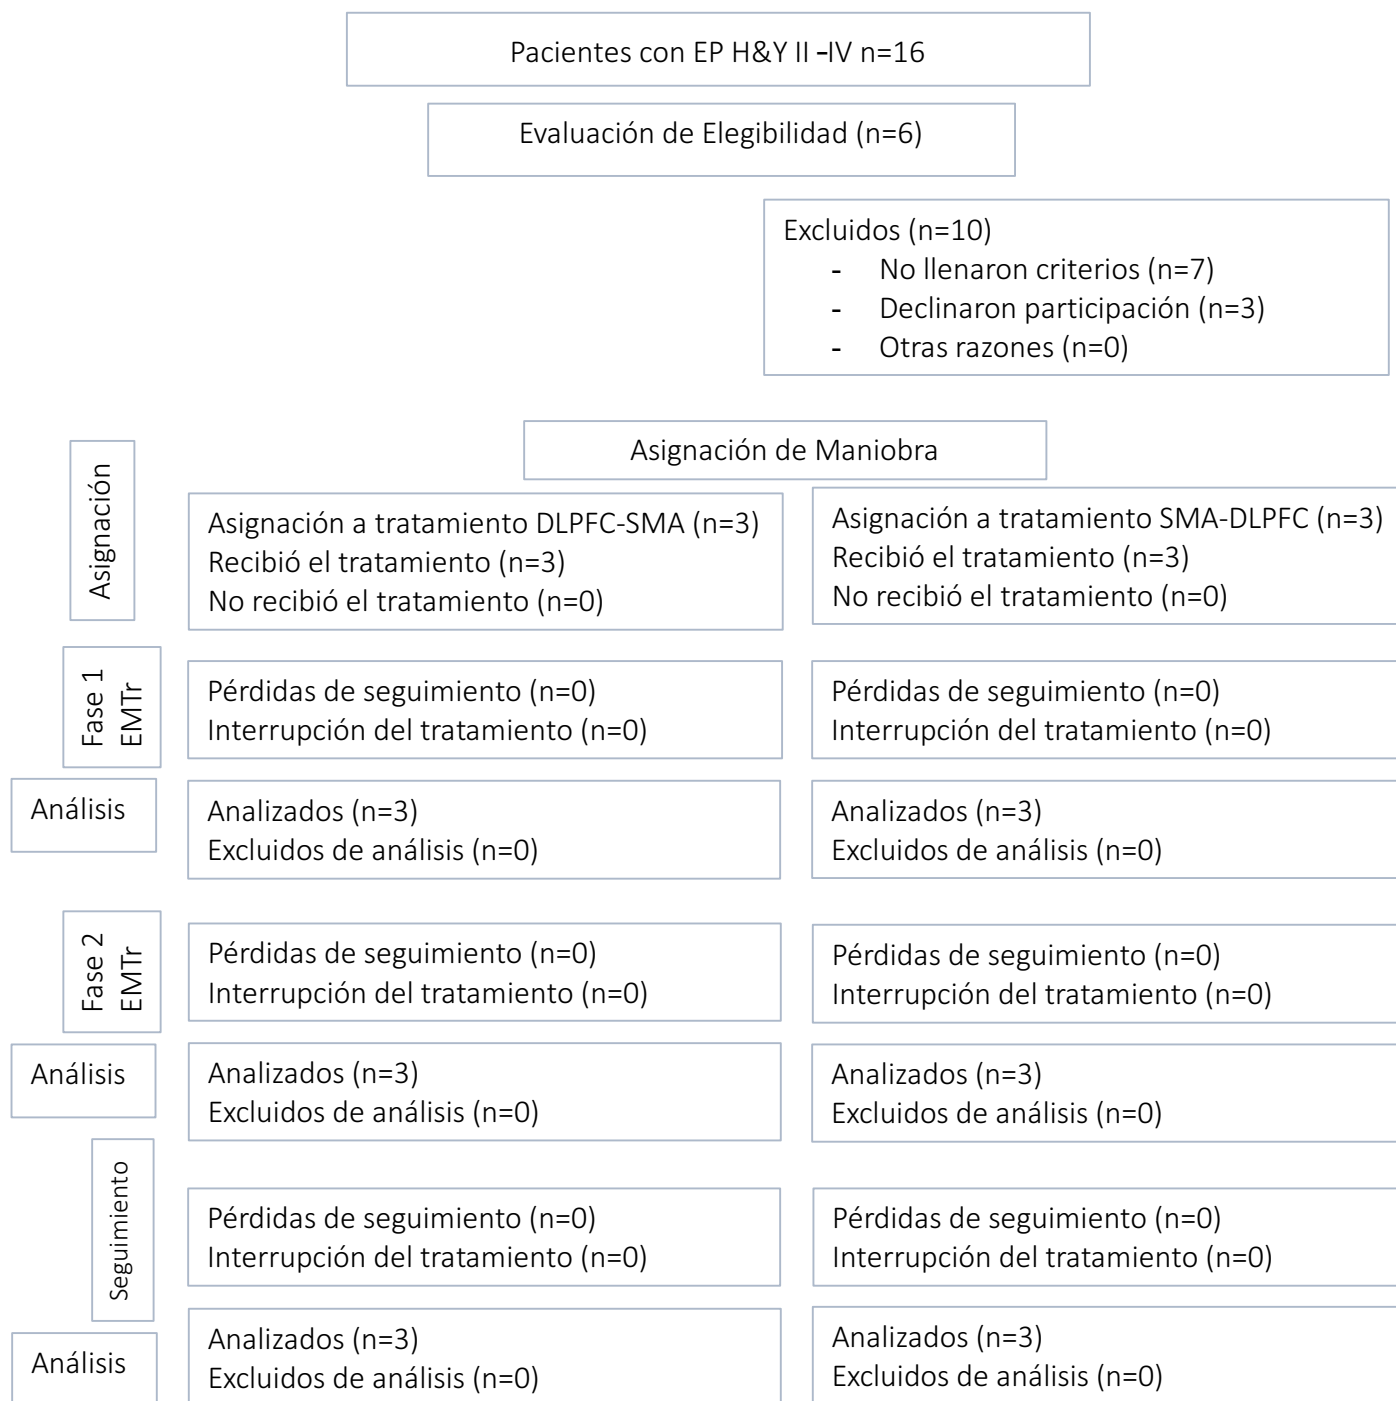 Pacientes con EP H&Y II –IV n=16
Evaluación de Elegibilidad (n=6)
Excluidos (n=10)
- No llenaron criterios (n=7)
- Declinaron participación (n=3)
- Otras razones (n=0)
Asignación de Maniobra
Asignación
Asignación a tratamiento DLPFC-SMA (n=3)
Recibió el tratamiento (n=3)
No recibió el tratamiento (n=0)
Asignación a tratamiento SMA-DLPFC (n=3)
Recibió el tratamiento (n=3)
No recibió el tratamiento (n=0)
Fase 1
EMTr
Pérdidas de seguimiento (n=0)
Interrupción del tratamiento (n=0)
Pérdidas de seguimiento (n=0)
Interrupción del tratamiento (n=0)
Análisis
Analizados (n=3)
Excluidos de análisis (n=0)
Analizados (n=3)
Excluidos de análisis (n=0)
Fase 2
EMTr
Pérdidas de seguimiento (n=0)
Interrupción del tratamiento (n=0)
Pérdidas de seguimiento (n=0)
Interrupción del tratamiento (n=0)
Análisis
Analizados (n=3)
Excluidos de análisis (n=0)
Analizados (n=3)
Excluidos de análisis (n=0)
Seguimiento
Pérdidas de seguimiento (n=0)
Interrupción del tratamiento (n=0)
Pérdidas de seguimiento (n=0)
Interrupción del tratamiento (n=0)
Análisis
Analizados (n=3)
Excluidos de análisis (n=0)
Analizados (n=3)
Excluidos de análisis (n=0)